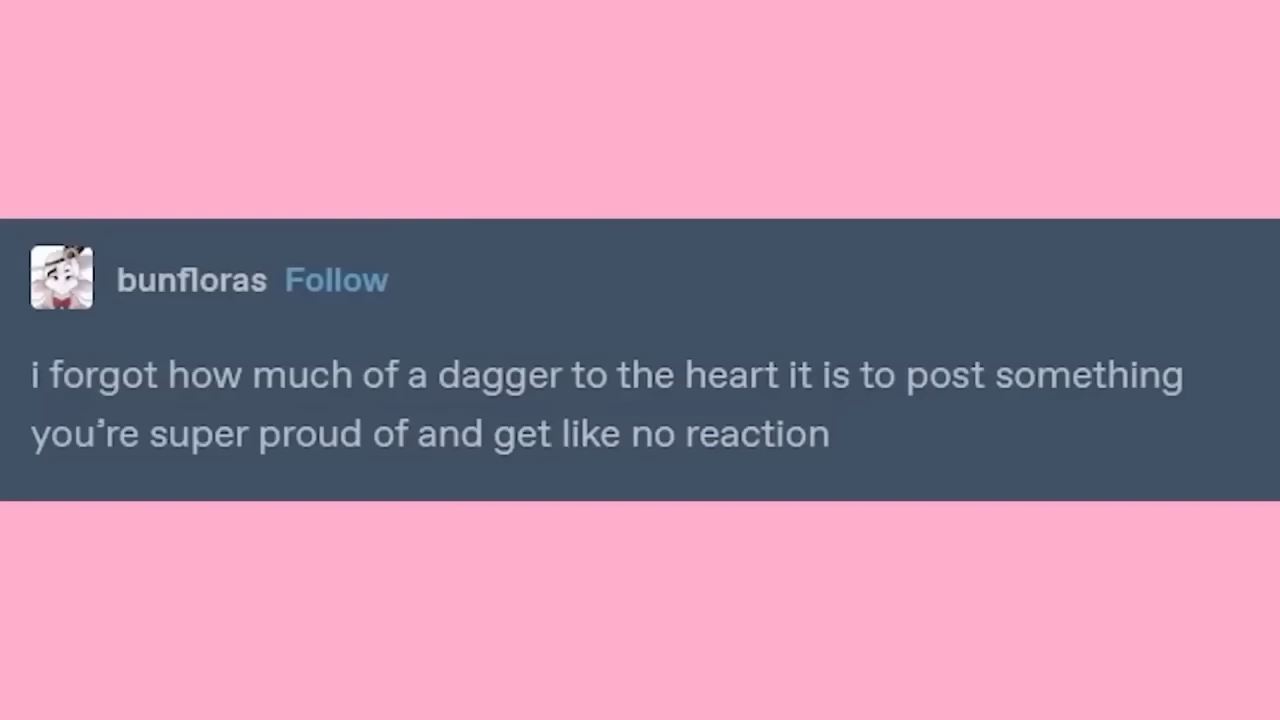 bunfloras Follow
i forgot how much of a dagger to the heart it is to post something
you’re super proud of and get like no reaction